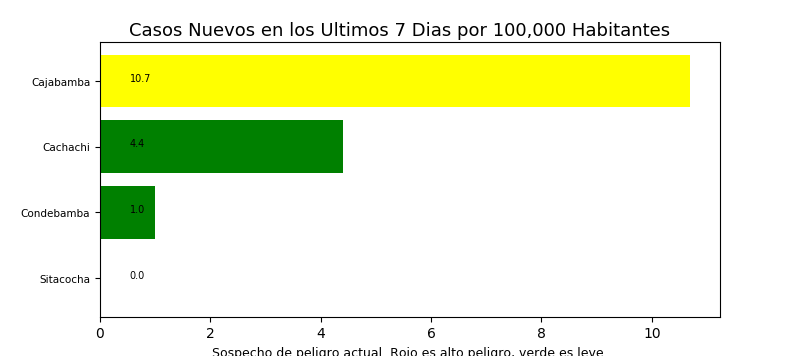 Casos Nuevos en los Ultimos 7 Dias por 100,000 Habitantes
Cajabamba 10.7
Cachachi 4.4
Condebamba 1.0
Sitacocha 0.0
0 2 4 6 8 10
Sospecho de peligro actual. Rojo es alto peligro, verde es leve